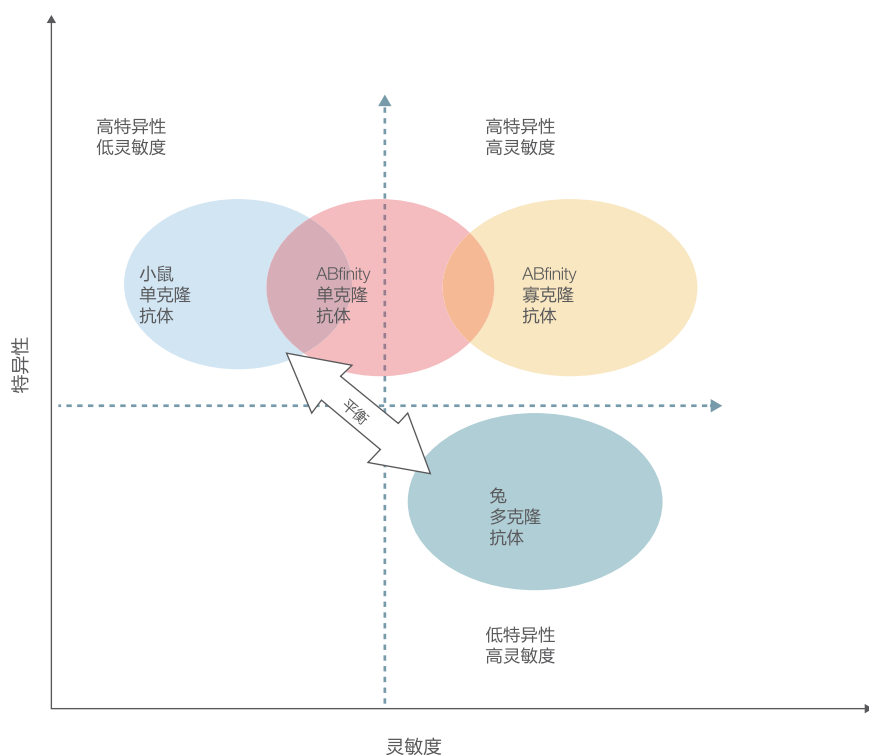 高特异性
低灵敏度
高特异性
高灵敏度
小鼠
单克隆
抗体
ABfinity
单克隆
抗体
ABfinity
寡克隆
抗体
特异性
平衡
兔
多克隆
抗体
低特异性
高灵敏度
灵敏度